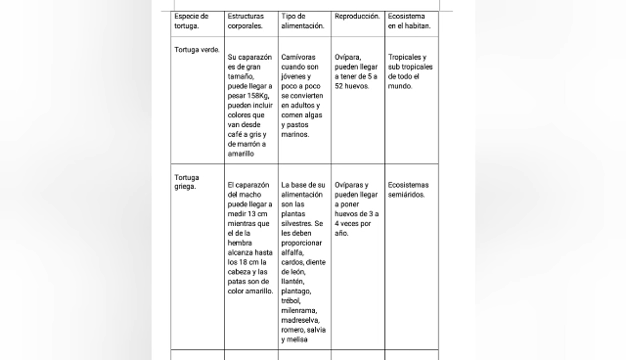 Especie de
tortuga.
Estructuras
corporales.
Tipo de
alimentación.
Reproducción.
Ecosistema
en el habitan.
Tortuga verde.
Su caparazón
es de gran
tamaño,
puede llegar a
pesar 158Kg,
pueden incluir
colores que
van desde
café a gris y
de marrón a
amarillo
Carnívoras
cuando son
jóvenes y
poco a poco
se convierten
en adultos y
comen algas
y pastos
marinos.
Ovípara,
pueden llegar
a tener de 5 a
52 huevos.
Tropicales y
sub tropicales
de todo el
mundo.
Tortuga
griega.
El caparazón
del macho
puede llegar a
medir 13 cm
mientras que
el de la
hembra
alcanza hasta
los 18 cm la
cabeza y las
patas son de
color amarillo.
La base de su
alimentación
son las
plantas
silvestres. Se
les deben
proporcionar
alfalfa,
cardos, diente
de león,
llantén,
plantago,
trébol,
milenrama,
madreselva,
romero, salvia
y melisa
Ovíparas y
pueden llegar
a poner
huevos de 3 a
4 veces por
año.
Ecosistemas
semiáridos.